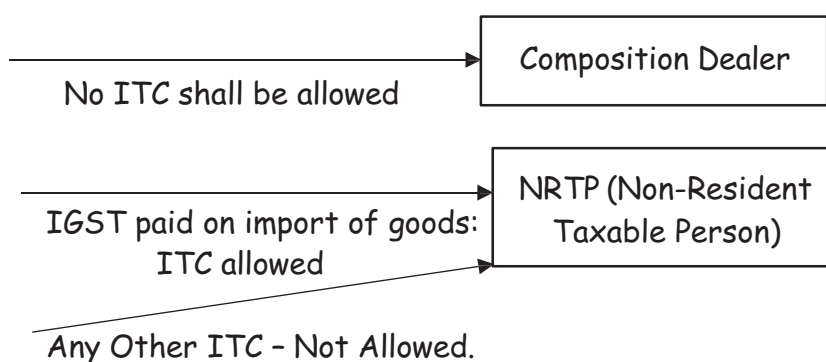 Composition Dealer
No ITC shall be allowed
NRTP (Non-Resident
Taxable Person)
IGST paid on import of goods:
ITC allowed
Any Other ITC – Not Allowed.